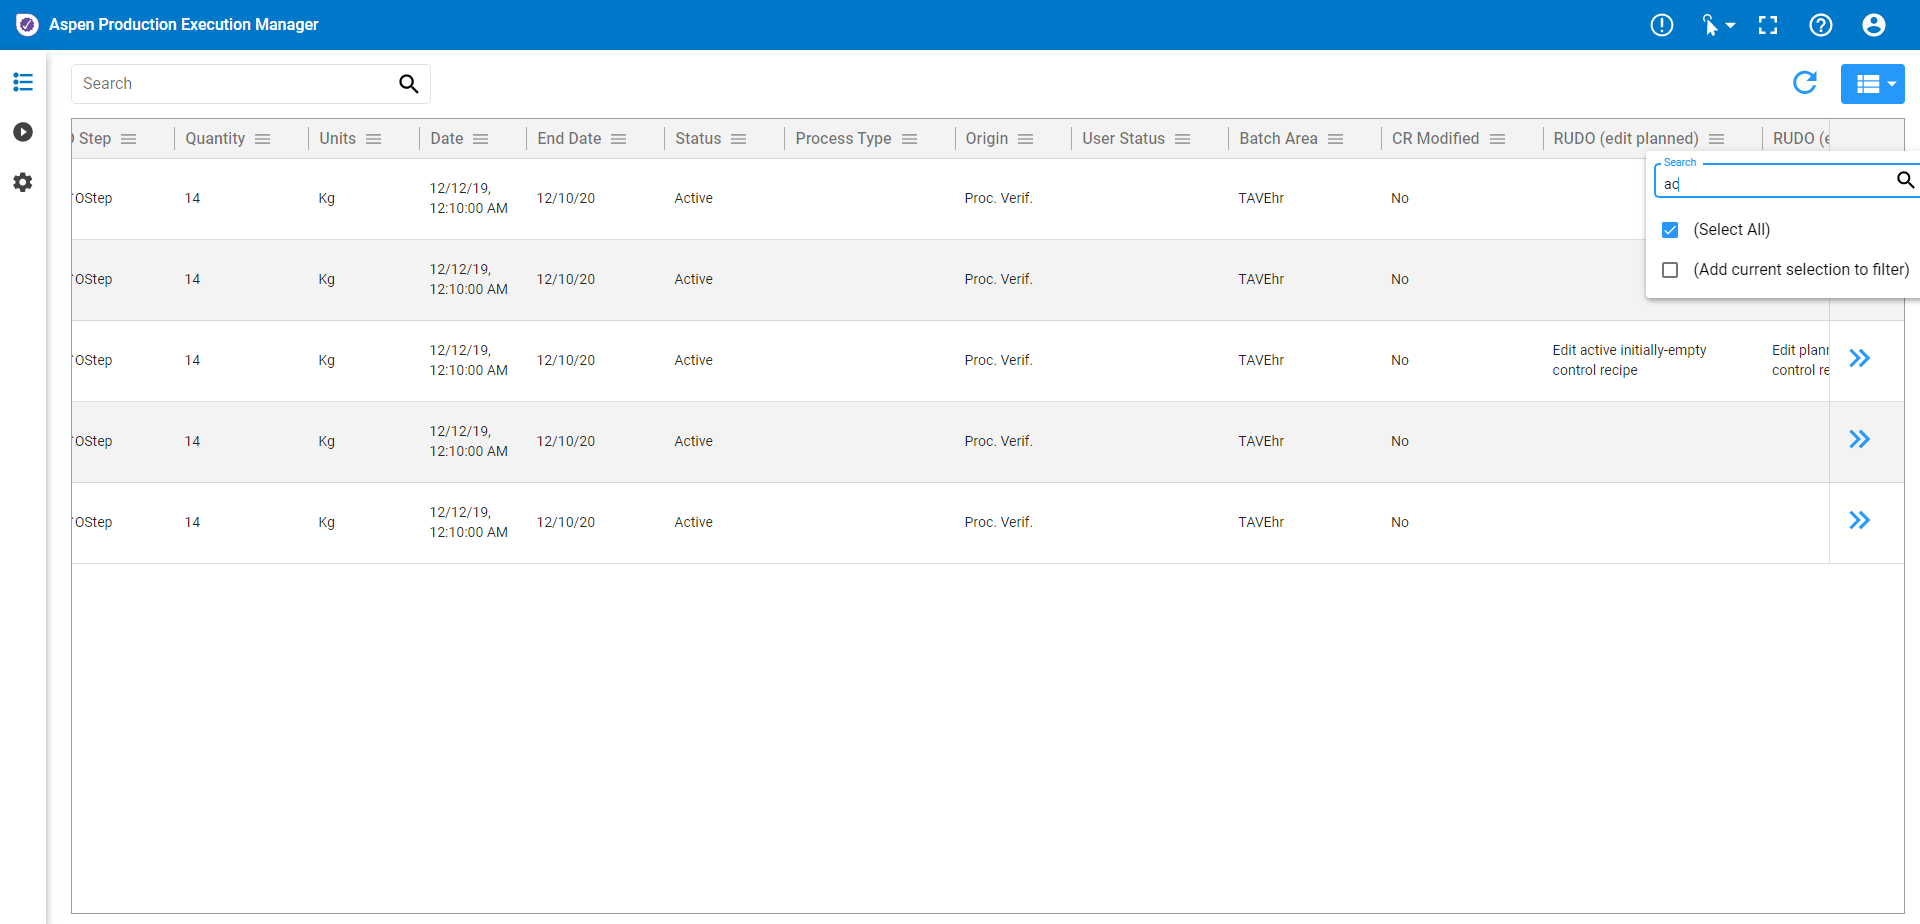 Aspen Production Execution Manager
Search
Step Quantity Units Date End Date Status Process Type Origin User Status Batch Area CR Modified RUDO (edit planned) RUDO (e
Search
ac
(Select All)
(Add current selection to filter)
OStep 14 Kg 12/12/19, 12:10:00 AM 12/10/20 Active Proc. Verif. TAVEhr No
OStep 14 Kg 12/12/19, 12:10:00 AM 12/10/20 Active Proc. Verif. TAVEhr No
OStep 14 Kg 12/12/19, 12:10:00 AM 12/10/20 Active Proc. Verif. TAVEhr No Edit active initially-empty control recipe Edit plan control re
OStep 14 Kg 12/12/19, 12:10:00 AM 12/10/20 Active Proc. Verif. TAVEhr No
OStep 14 Kg 12/12/19, 12:10:00 AM 12/10/20 Active Proc. Verif. TAVEhr No